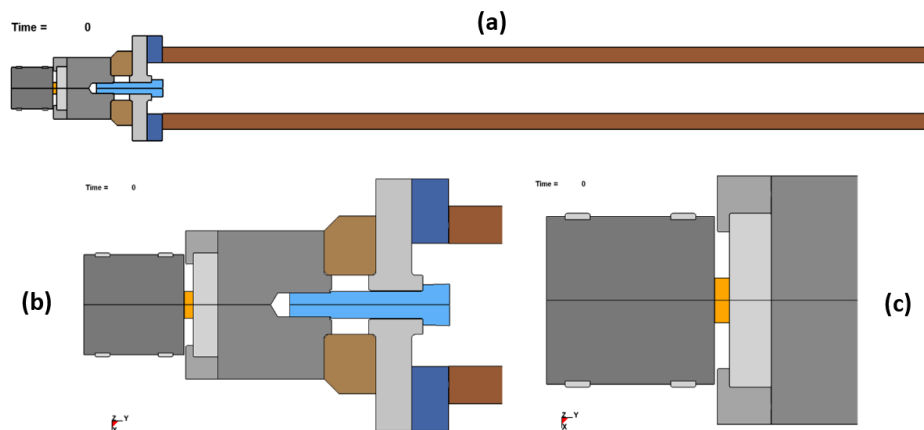 (a)
Time = 0
Time = 0
Time = 0
(b)
(c)
Z Y
X
Z Y
X